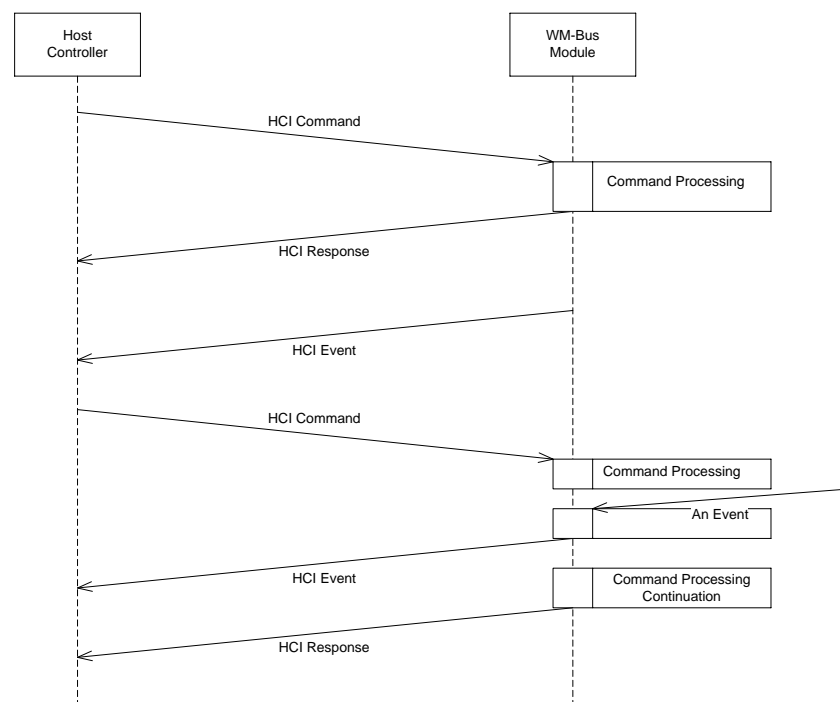 Host
Controller
WM-Bus
Module
HCI Command
Command Processing
HCI Response
HCI Event
HCI Command
Command Processing
An Event
HCI Event
Command Processing
Continuation
HCI Response